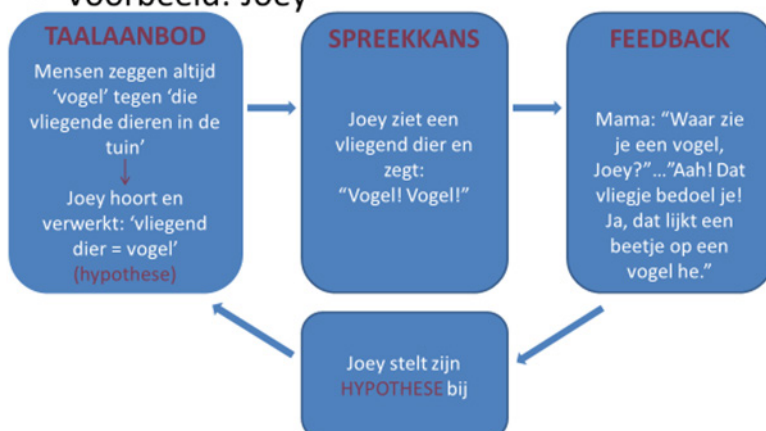 Voorbeeld: Joey
TAALAANBOD
Mensen zeggen altijd
‘vogel’ tegen ‘die
vliegende dieren in de
tuin’
Joey hoort en
verwerkt: ‘vliegend
dier = vogel’
(hypothese)
SPREEKKANS
Joey ziet een
vliegend dier en
zegt:
“Vogel! Vogel!”
FEEDBACK
Mama: “Waar zie
je een vogel,
Joey?”…”Aah! Dat
vliegje bedoel je!
Ja, dat lijkt een
beetje op een
vogel he.”
Joey stelt zijn
HYPOTHESE bij